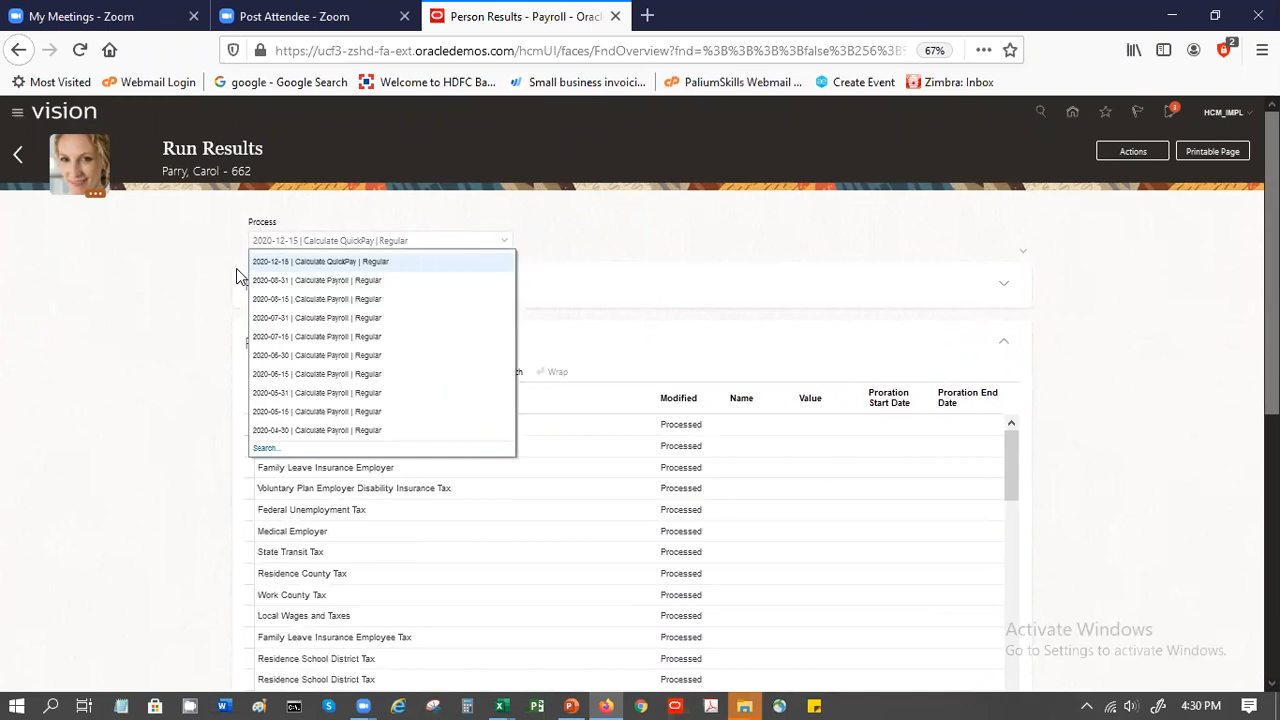 My Meetings - Zoom
Post Attendee - Zoom
Person Results - Payroll - Orac
https://ucf3-zshd-fa-ext.oracledemos.com/hcmUI/faces/FndOverview?fnd=%3B%3B%3B%3Bfalse%3B256%3B%
67%
Most Visited
Webmail Login
google - Google Search
Welcome to HDFC Ba...
Small business invoici...
PaliumSkills Webmail ...
Create Event
Zimbra: Inbox
2
vision
3
HCM_IMPL
Run Results
Parry, Carol - 662
Actions
Printable Page
Process
2020-12-15 | Calculate QuickPay | Regular
2020-12-15 | Calculate QuickPay | Regular
2020-08-31 | Calculate Payroll | Regular
2020-08-15 | Calculate Payroll | Regular
2020-07-31 | Calculate Payroll | Regular
2020-07-15 | Calculate Payroll | Regular
2020-06-30 | Calculate Payroll | Regular
2020-06-15 | Calculate Payroll | Regular
2020-05-31 | Calculate Payroll | Regular
2020-05-15 | Calculate Payroll | Regular
2020-04-30 | Calculate Payroll | Regular
Search...
Wrap
Modified Name Value Proration Start Date Proration End Date
Processed
Processed
Family Leave Insurance Employer Processed
Voluntary Plan Employer Disability Insurance Tax Processed
Federal Unemployment Tax Processed
Medical Employer Processed
State Transit Tax Processed
Residence County Tax Processed
Work County Tax Processed
Local Wages and Taxes Processed
Family Leave Insurance Employee Tax Processed
Residence School District Tax Processed
Residence School District Tax Processed
Activate Windows
Go to Settings to activate Windows.
4:30 PM